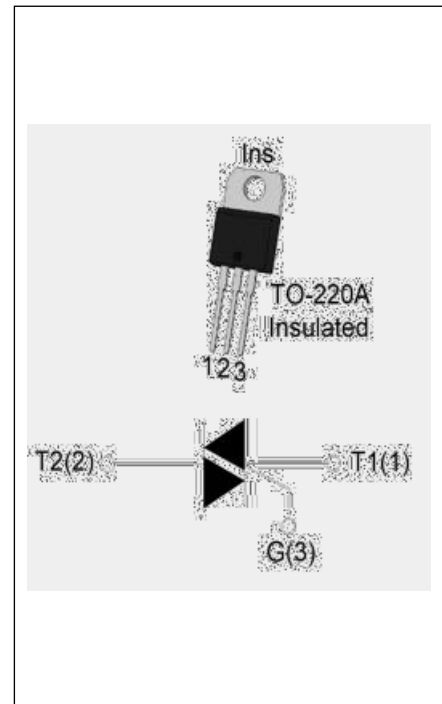 Ins
TO-220A
Insulated
123
T2(2)
T1(1)
G(3)